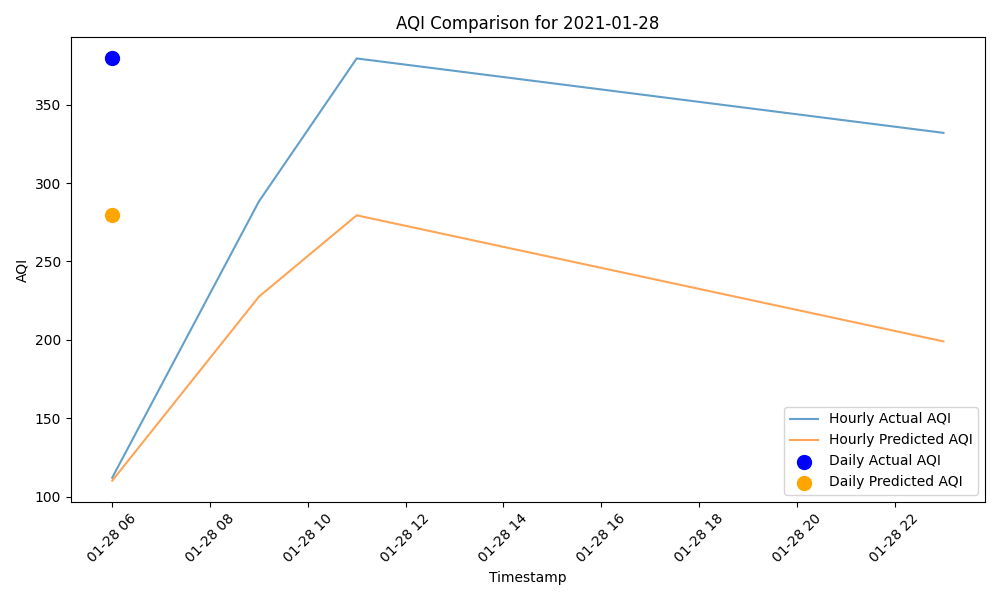 AQI Comparison for 2021-01-28
AQI
350
300
250
200
150
100
Hourly Actual AQI
Hourly Predicted AQI
Daily Actual AQI
Daily Predicted AQI
01-28 06
01-28 08
01-28 10
01-28 12
01-28 14
01-28 16
01-28 18
01-28 20
01-28 22
Timestamp